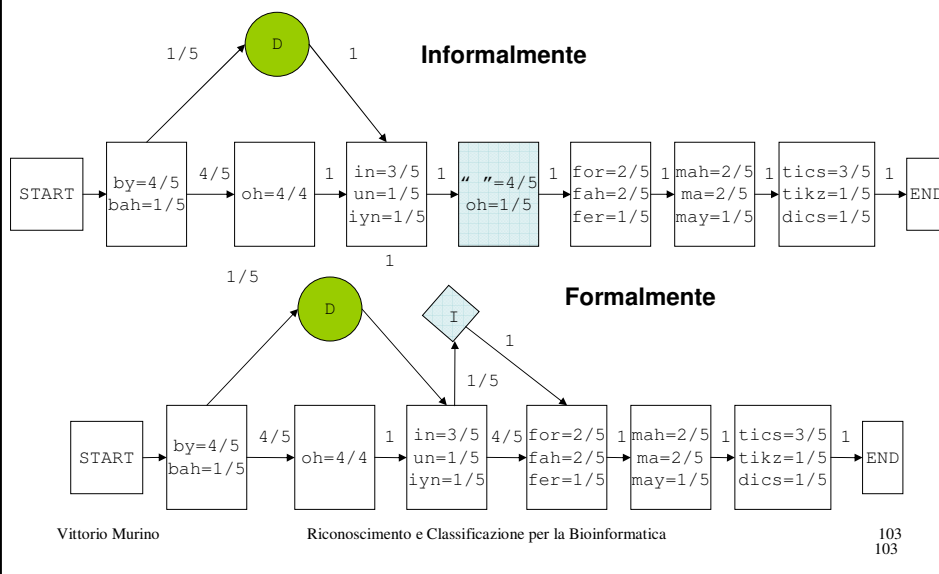 D
1/5
1
Informalmente
START
by=4/5
bah=1/5
4/5
oh=4/4
1
in=3/5
un=1/5
iyn=1/5
1
“ ”=4/5
oh=1/5
1
for=2/5
fah=2/5
fer=1/5
1
mah=2/5
ma=2/5
may=1/5
1
tics=3/5
tikz=1/5
dics=1/5
1
END
1/5
1
Formalmente
D
I
1
1/5
START
by=4/5
bah=1/5
4/5
oh=4/4
1
in=3/5
un=1/5
iyn=1/5
4/5
for=2/5
fah=2/5
fer=1/5
1
mah=2/5
ma=2/5
may=1/5
1
tics=3/5
tikz=1/5
dics=1/5
1
END
Vittorio Murino
Riconoscimento e Classificazione per la Bioinformatica
103
103